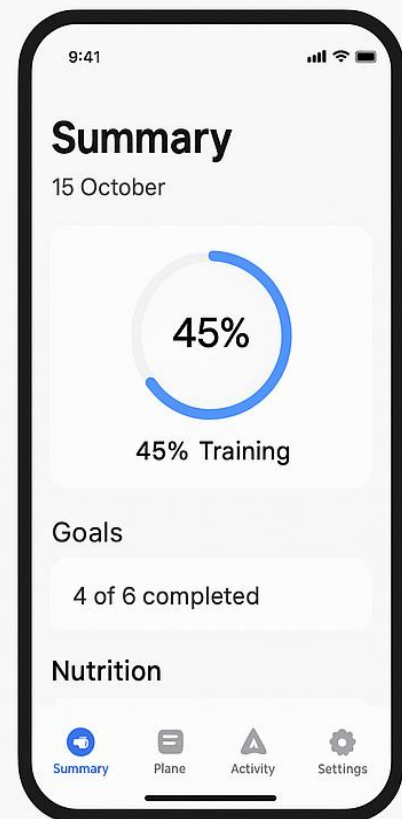 9:41
Summary
15 October
45%
45% Training
Goals
4 of 6 completed
Nutrition
Summary Plane Activity Settings